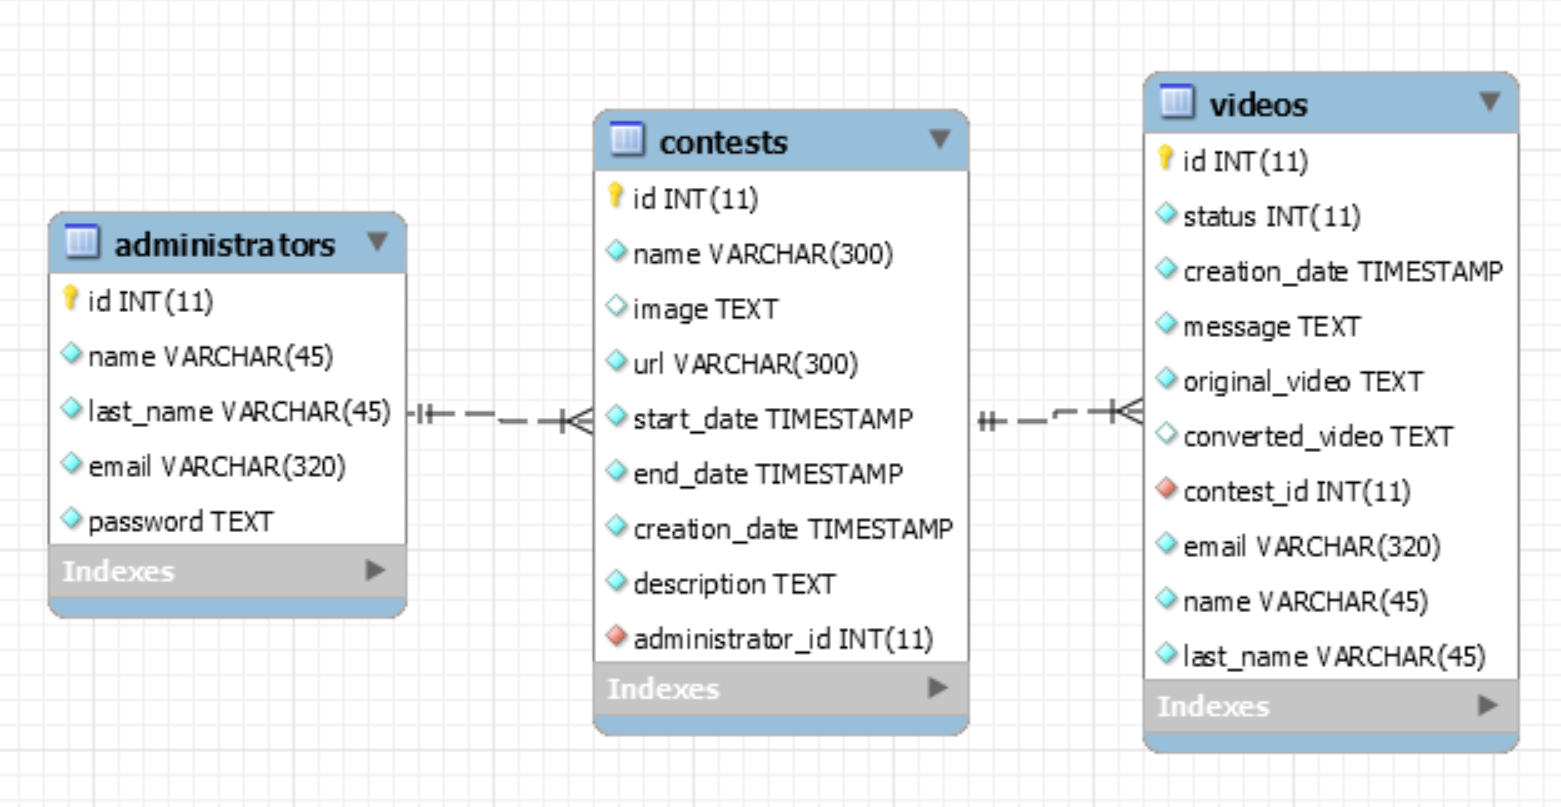 administrators
id INT(11)
name VARCHAR(45)
last_name VARCHAR(45)
email VARCHAR(320)
password TEXT
Indexes
contests
id INT(11)
name VARCHAR(300)
image TEXT
url VARCHAR(300)
start_date TIMESTAMP
end_date TIMESTAMP
creation_date TIMESTAMP
description TEXT
administrator_id INT(11)
Indexes
videos
id INT(11)
status INT(11)
creation_date TIMESTAMP
message TEXT
original_video TEXT
converted_video TEXT
contest_id INT(11)
email VARCHAR(320)
name VARCHAR(45)
last_name VARCHAR(45)
Indexes